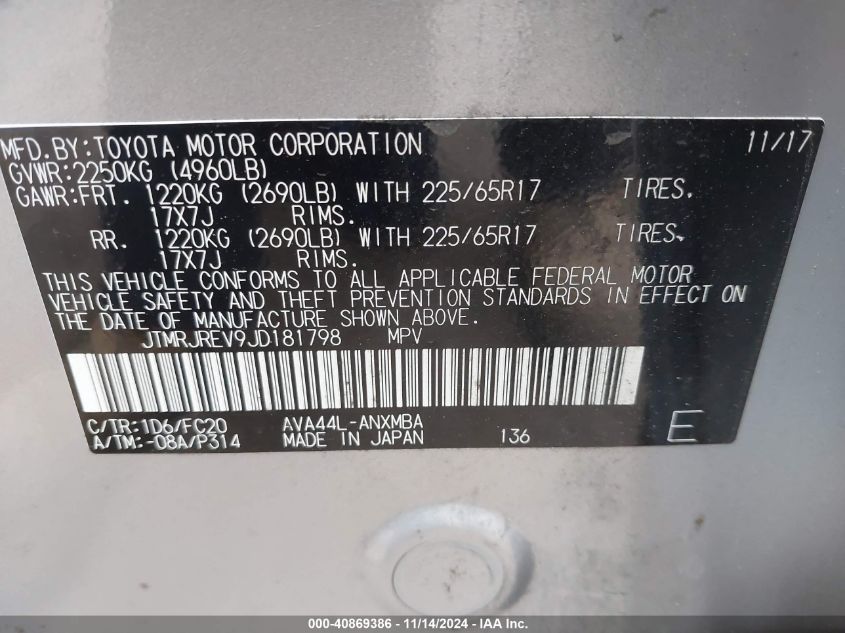 MFD.BY:TOYOTA MOTOR CORPORATION 11/17
GVWR:2250KG (4960LB)
GAWR:FRT. 1220KG (2690LB) WITH 225/65R17 TIRES.
17X7J RIMS.
RR. 1220KG (2690LB) WITH 225/65R17 TIRES.
17X7J RIMS.
THIS VEHICLE CONFORMS TO ALL APPLICABLE FEDERAL MOTOR
VEHICLE SAFETY AND THEFT PREVENTION STANDARDS IN EFFECT ON
THE DATE OF MANUFACTURE SHOWN ABOVE.
JTMRJREV9JD181798 MPV
C/TR:1D6/FC20 AVA44L-ANXMBA
A/TM:-08A/P314 MADE IN JAPAN 136 E
000-40869386 - 11/14/2024 - IAA Inc.